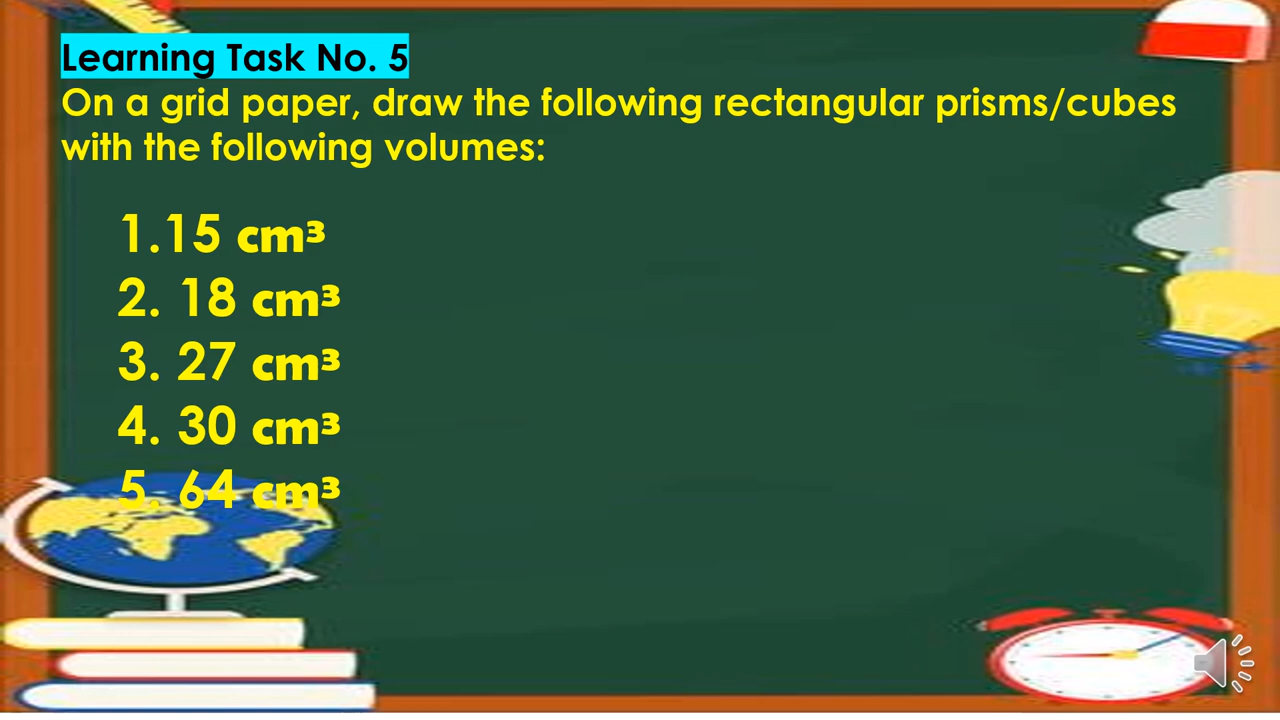 Learning Task No. 5
On a grid paper, draw the following rectangular prisms/cubes
with the following volumes:
1.15 cm³
2. 18 cm³
3. 27 cm³
4. 30 cm³
5. 64 cm³